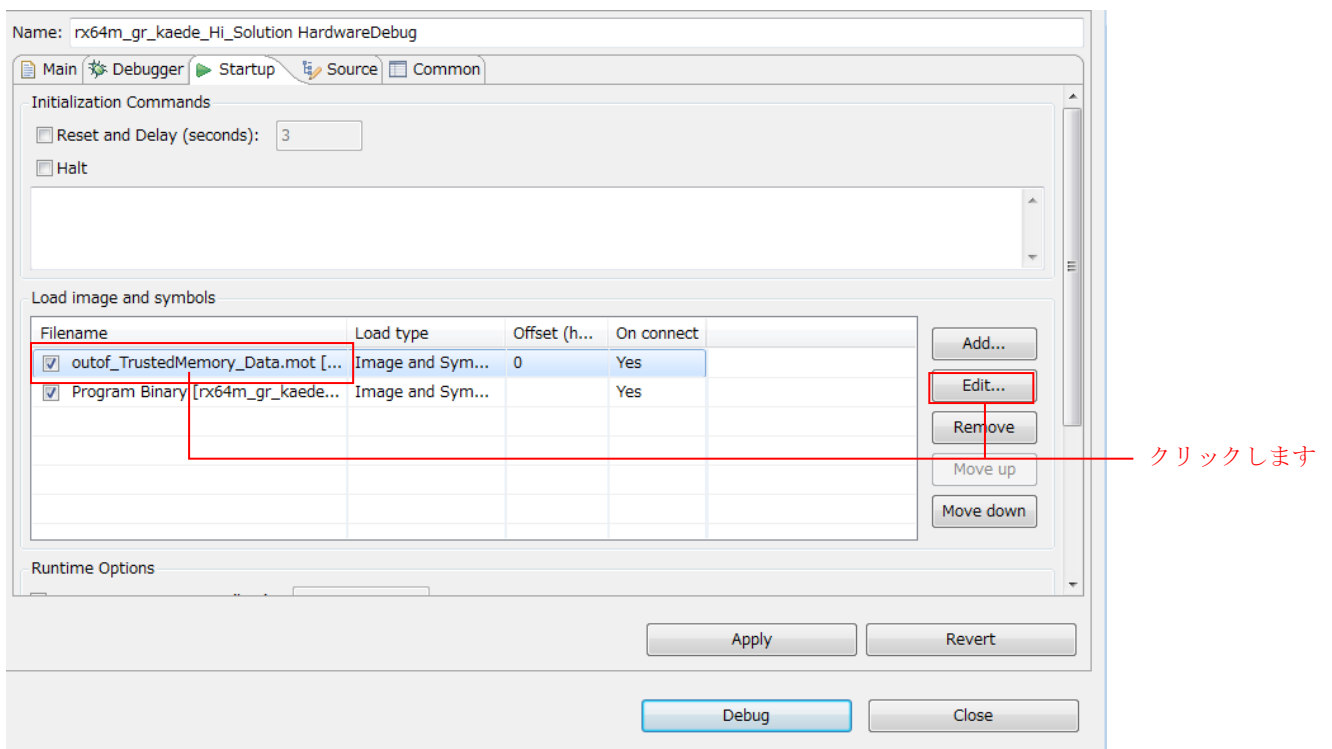 Name: rx64m_gr_kaede_Hi_Solution HardwareDebug
Main Debugger Startup Source Common
Initialization Commands
Reset and Delay (seconds): 3
Halt
Load image and symbols
Filename Load type Offset (h... On connect
outof_TrustedMemory_Data.mot [... Image and Sym... 0 Yes
Program Binary [rx64m_gr_kaede... Image and Sym... Yes
Add...
Edit...
Remove
Move up
Move down
クリックします
Runtime Options
Apply Revert
Debug Close